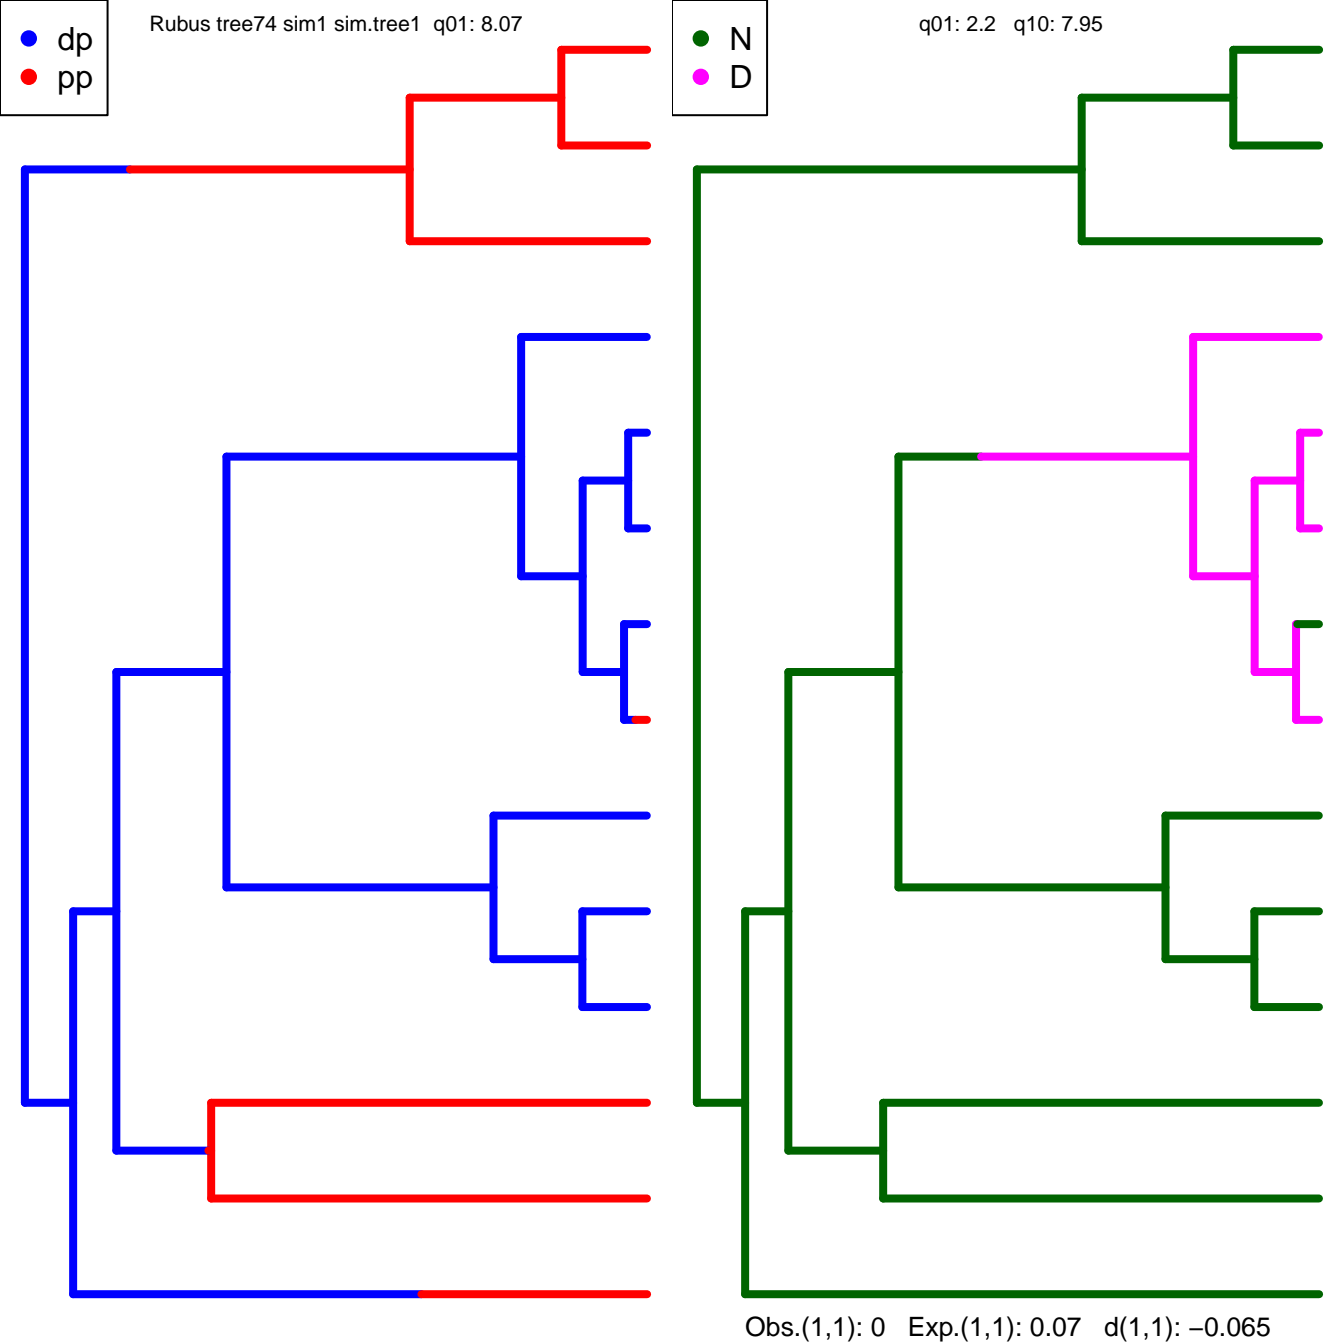 dp
pp
Rubus tree74 sim1 sim.tree1 q01: 8.07
N
D
q01: 2.2 q10: 7.95
Obs.(1,1): 0 Exp.(1,1): 0.07 d(1,1): −0.065